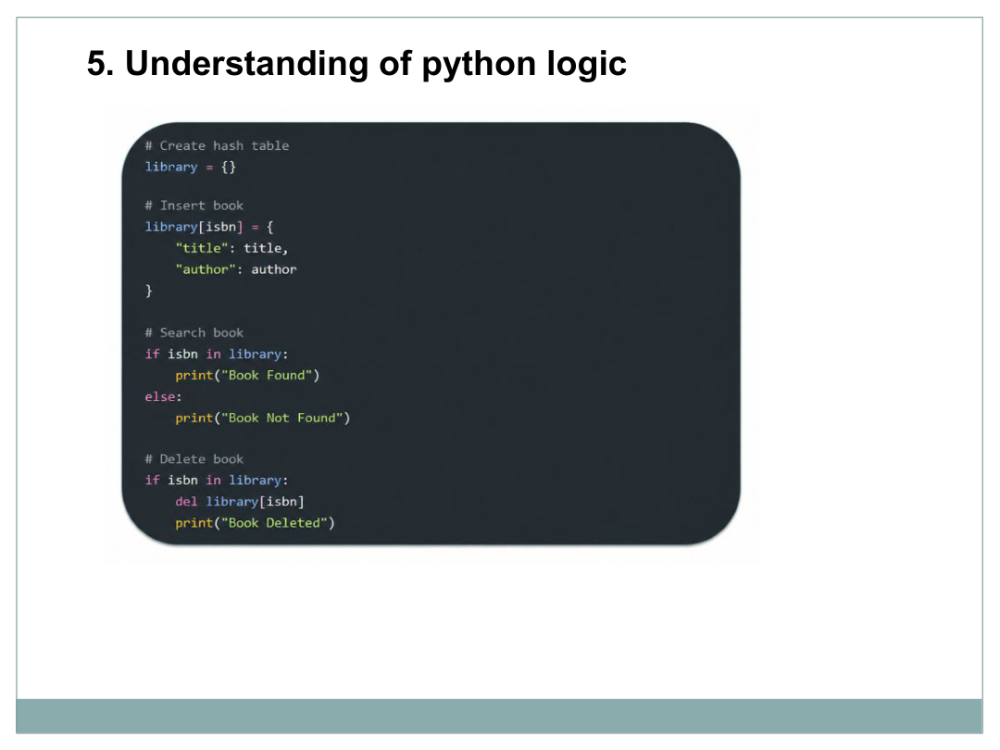 5. Understanding of python logic
# Create hash table
library = {}
# Insert book
library[isbn] = {
    "title": title,
    "author": author
}
# Search book
if isbn in library:
    print("Book Found")
else:
    print("Book Not Found")
# Delete book
if isbn in library:
    del library[isbn]
    print("Book Deleted")